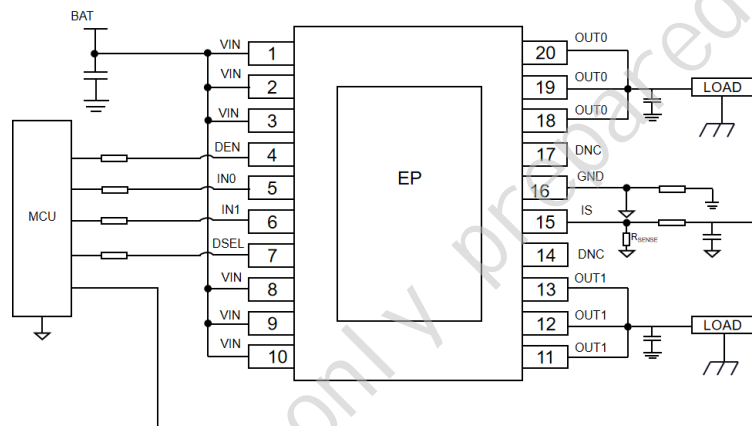 BAT
VIN 1
VIN 2
VIN 3
DEN 4
IN0 5
IN1 6
DSEL 7
VIN 8
VIN 9
VIN 10
MCU
EP
20 OUT0
19 OUT0
18 OUT0
17 DNC
16 GND
15 IS
14 DNC
13 OUT1
12 OUT1
11 OUT1
LOAD
RSENSE
LOAD
only prepared